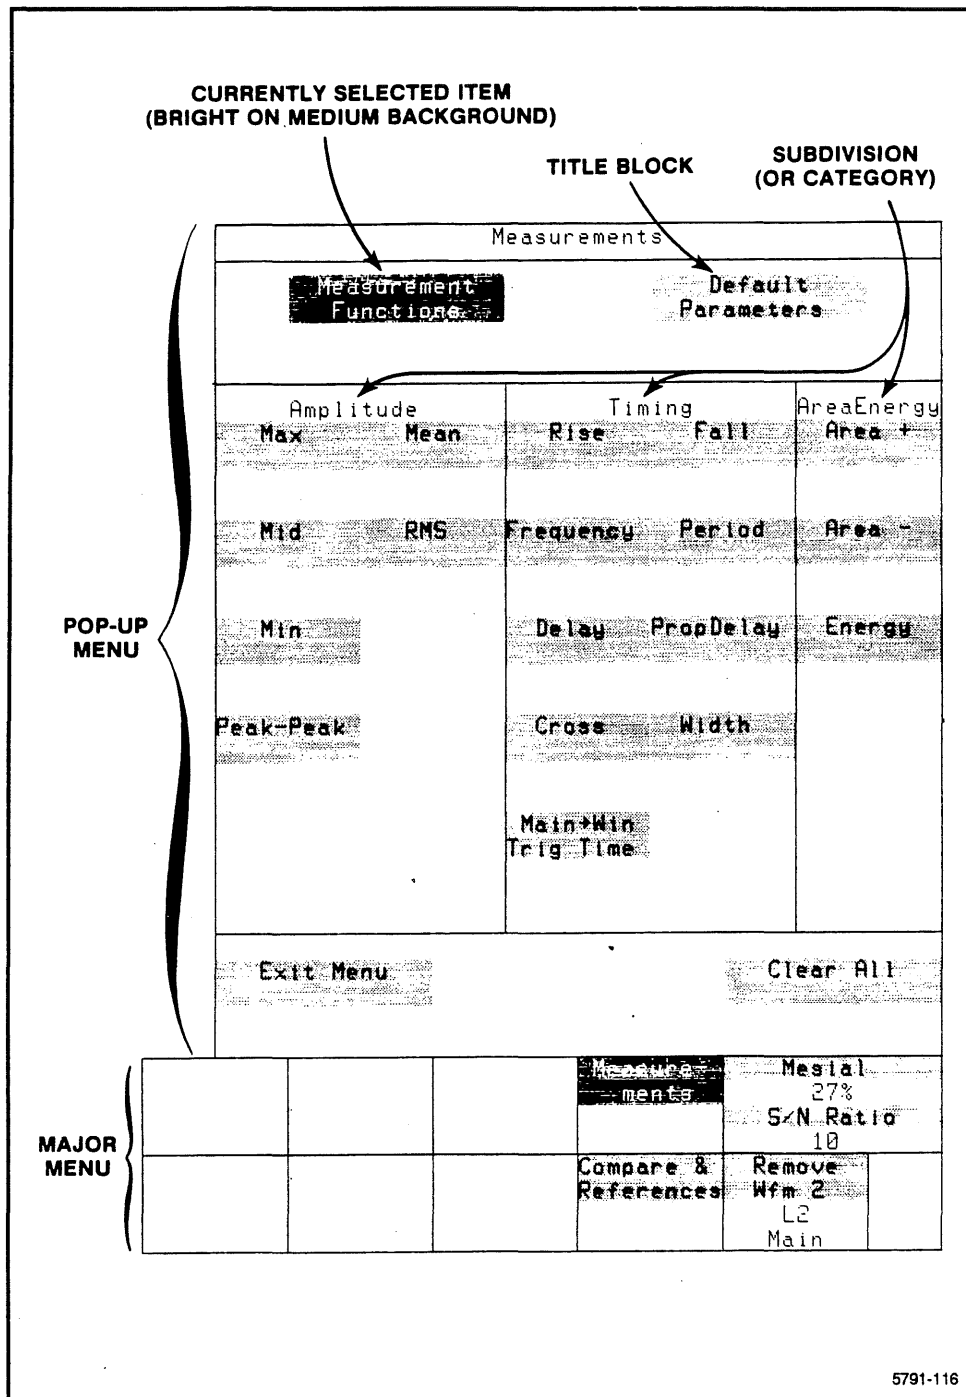 CURRENTLY SELECTED ITEM
(BRIGHT ON MEDIUM BACKGROUND)
TITLE BLOCK
SUBDIVISION
(OR CATEGORY)
Measurements
Measurement
Functions
Default
Parameters
Amplitude
Timing
AreaEnergy
Max
Mean
Rise
Fall
Area +
Mid
RMS
Frequency
Period
Area -
POP-UP
MENU
Min
Delay
PropDelay
Energy
Peak-Peak
Cross
Width
Main→Win
Trig Time
Exit Menu
Clear All
MAJOR
MENU
Measure-
ments
Mesial
27%
S/N Ratio
10
Compare &
References
Remove
Wfm 2
L2
Main
5791-116